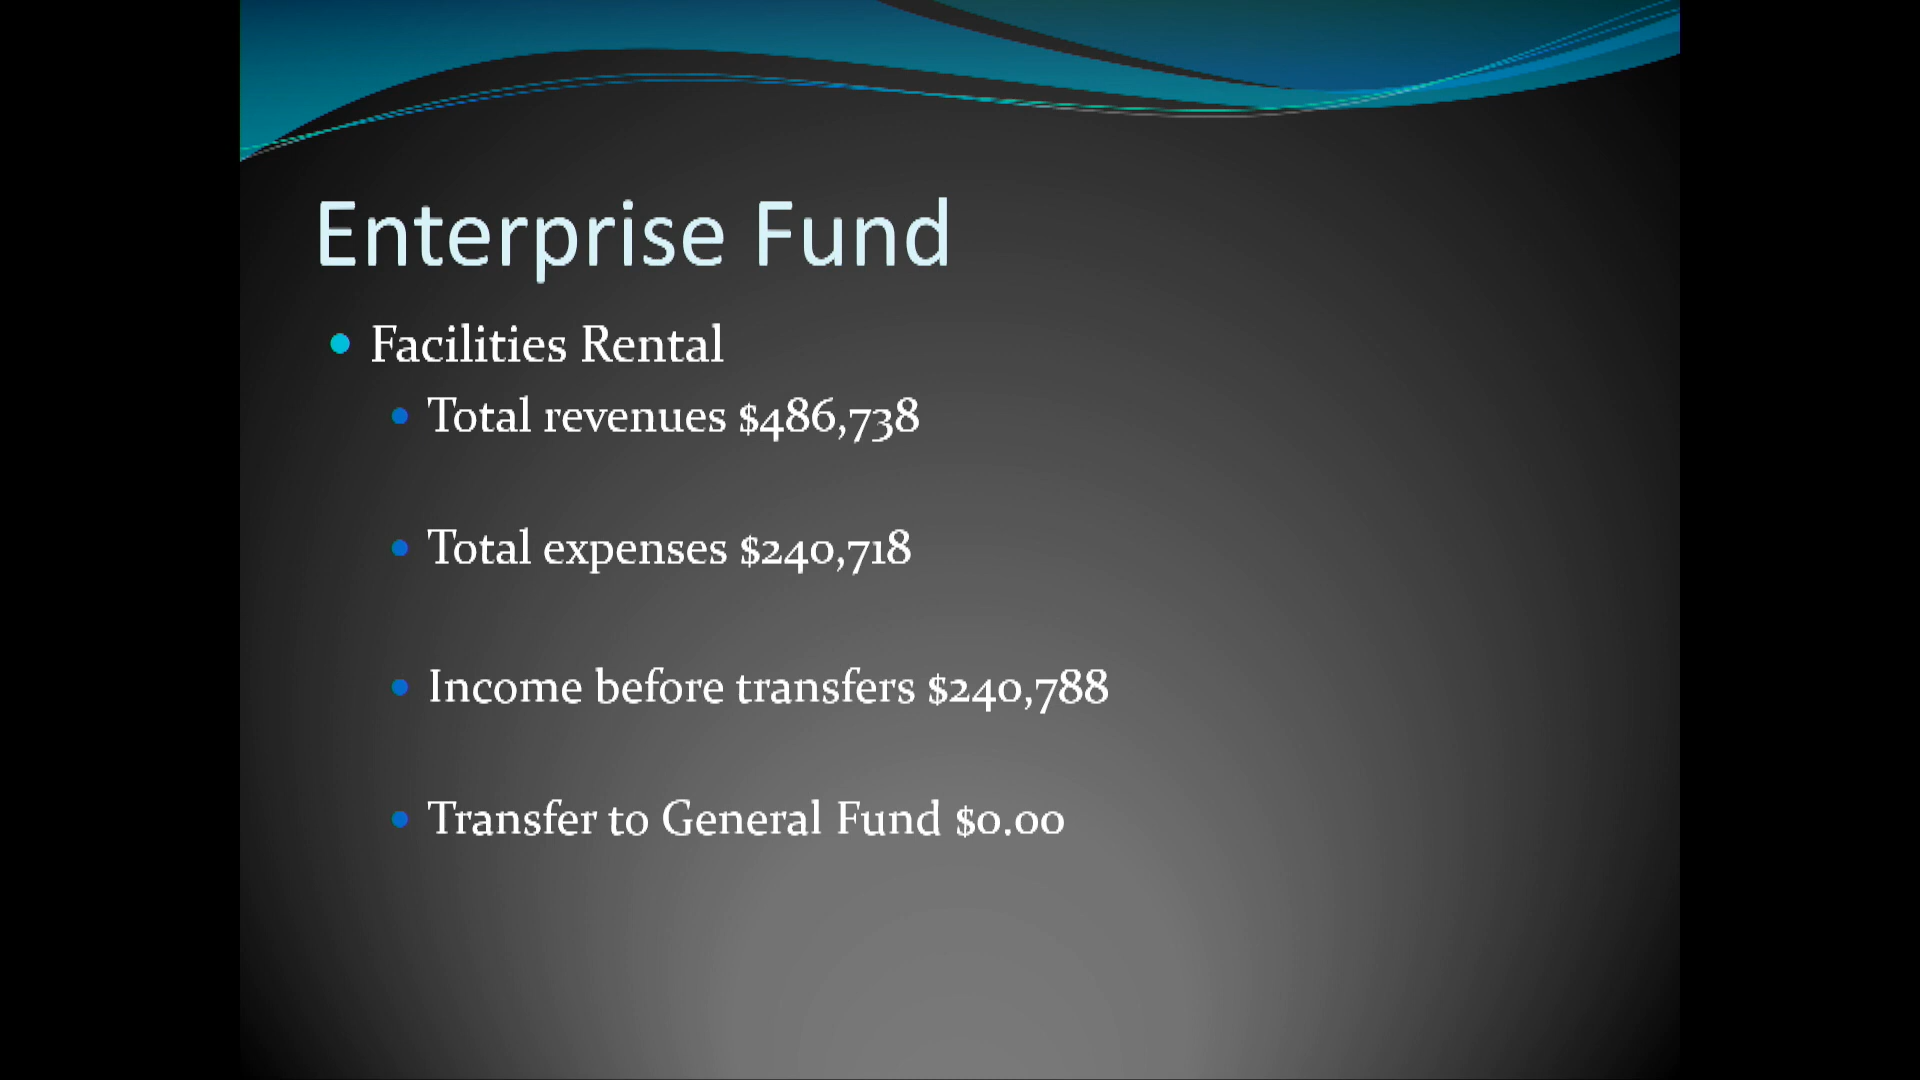 Enterprise Fund
Facilities Rental
Total revenues $486,738
Total expenses $240,718
Income before transfers $240,788
Transfer to General Fund $0.00